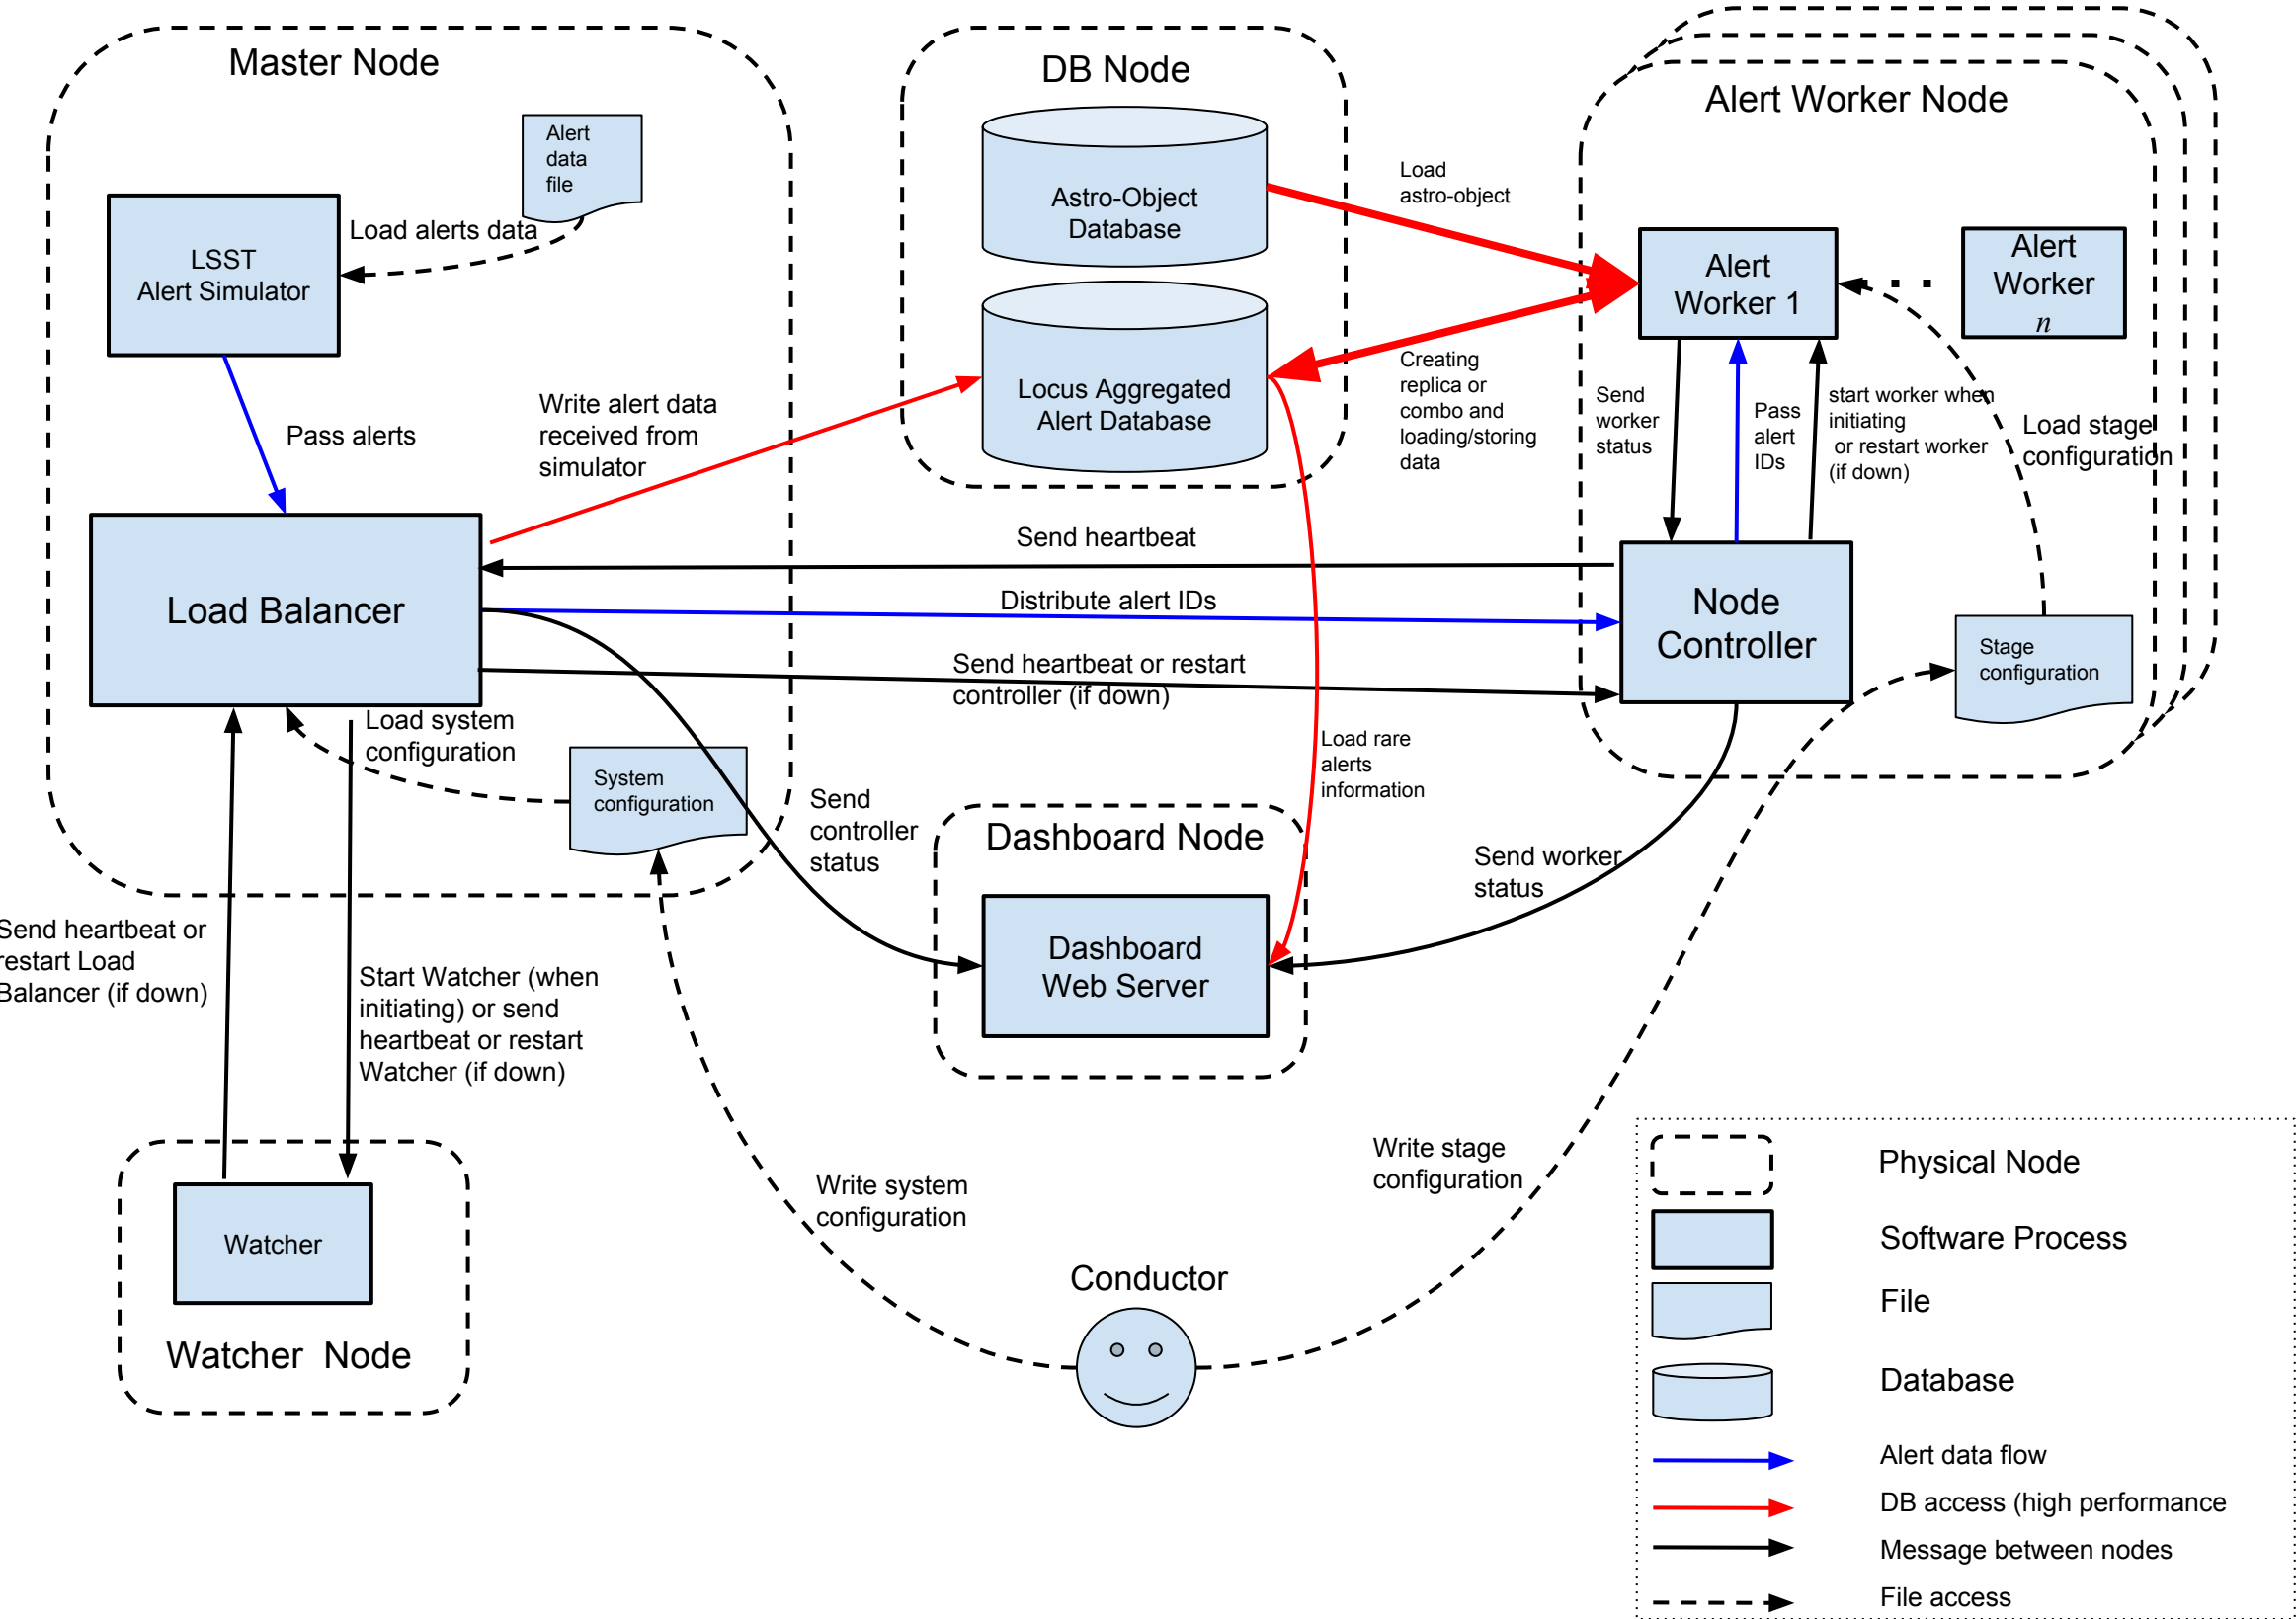 Master Node
Alert
data
file
LSST
Alert Simulator
Load alerts data
Pass alerts
Write alert data
received from
simulator
Load Balancer
Load system
configuration
System
configuration
DB Node
Astro-Object
Database
Locus Aggregated
Alert Database
Load
astro-object
Creating
replica or
combo and
loading/storing
data
Alert Worker Node
Alert
Worker 1
Alert
Worker
n
Send
worker
status
Pass
alert
IDs
start worker when
initiating
or restart worker
(if down)
Load stage
configuration
Node
Controller
Stage
configuration
Send heartbeat
Distribute alert IDs
Send heartbeat or restart
controller (if down)
Load rare
alerts
information
Send
controller
status
Dashboard Node
Dashboard
Web Server
Send worker
status
Send heartbeat or
restart Load
Balancer (if down)
Start Watcher (when
initiating) or send
heartbeat or restart
Watcher (if down)
Watcher
Watcher Node
Write system
configuration
Conductor
Write stage
configuration
Physical Node
Software Process
File
Database
Alert data flow
DB access (high performance
Message between nodes
File access